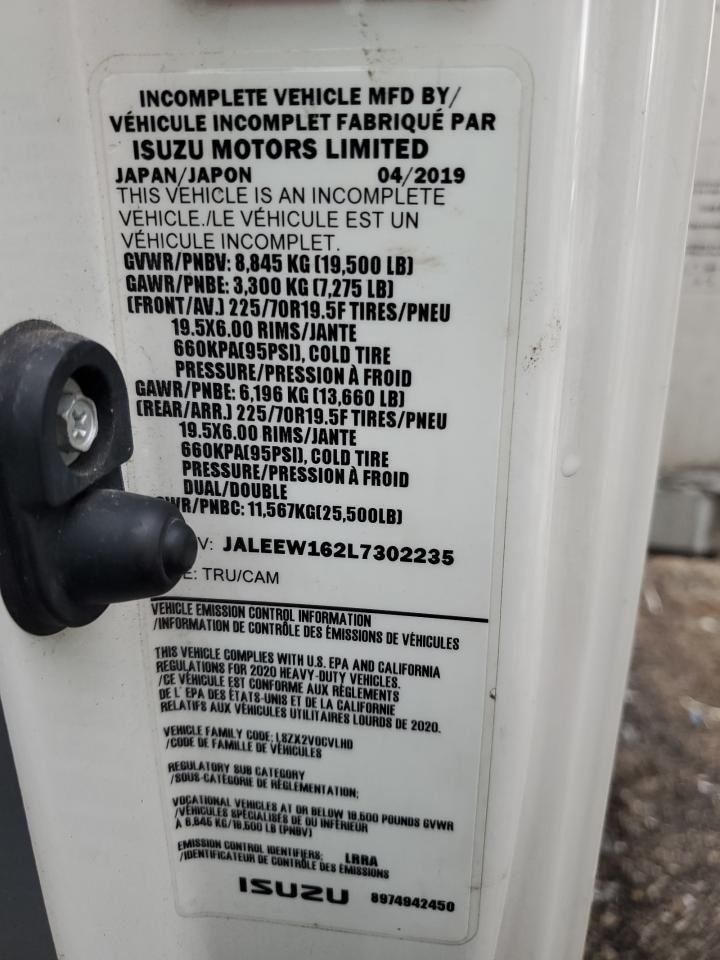 INCOMPLETE VEHICLE MFD BY/
VÉHICULE INCOMPLET FABRIQUÉ PAR
ISUZU MOTORS LIMITED
JAPAN/JAPON 04/2019
THIS VEHICLE IS AN INCOMPLETE
VEHICLE./LE VÉHICULE EST UN
VÉHICULE INCOMPLET.
GVWR/PNBV: 8,845 KG (19,500 LB)
GAWR/PNBE: 3,300 KG (7,275 LB)
(FRONT/AV.) 225/70R19.5F TIRES/PNEU
19.5X6.00 RIMS/JANTE
660KPA(95PSI), COLD TIRE
PRESSURE/PRESSION À FROID
GAWR/PNBE: 6,196 KG (13,660 LB)
(REAR/ARR.) 225/70R19.5F TIRES/PNEU
19.5X6.00 RIMS/JANTE
660KPA(95PSI), COLD TIRE
PRESSURE/PRESSION À FROID
DUAL/DOUBLE
WR/PNBC: 11,567KG(25,500LB)
V: JALEEW162L7302235
E: TRU/CAM
VEHICLE EMISSION CONTROL INFORMATION
/INFORMATION DE CONTRÔLE DES ÉMISSIONS DE VÉHICULES
THIS VEHICLE COMPLIES WITH U.S. EPA AND CALIFORNIA
REGULATIONS FOR 2020 HEAVY-DUTY VEHICLES.
/CE VÉHICULE EST CONFORME AUX RÈGLEMENTS
DE L' EPA DES ÉTATS-UNIS ET DE LA CALIFORNIE
RELATIFS AUX VÉHICULES UTILITAIRES LOURDS DE 2020.
VEHICLE FAMILY CODE: LSZX2VOCVLHD
/CODE DE FAMILLE DE VÉHICULES
REGULATORY SUB CATEGORY
/SOUS-CATÉGORIE DE RÉGLEMENTATION:
VOCATIONAL VEHICLES AT OR BELOW 19,500 POUNDS GVWR
/VÉHICULES SPÉCIALISÉS DE OU INFÉRIEUR
À 8,845 KG/19,500 LB (PNBV)
EMISSION CONTROL IDENTIFIERS: LRRA
/IDENTIFICATEUR DE CONTRÔLE DES ÉMISSIONS
ISUZU 8974942450